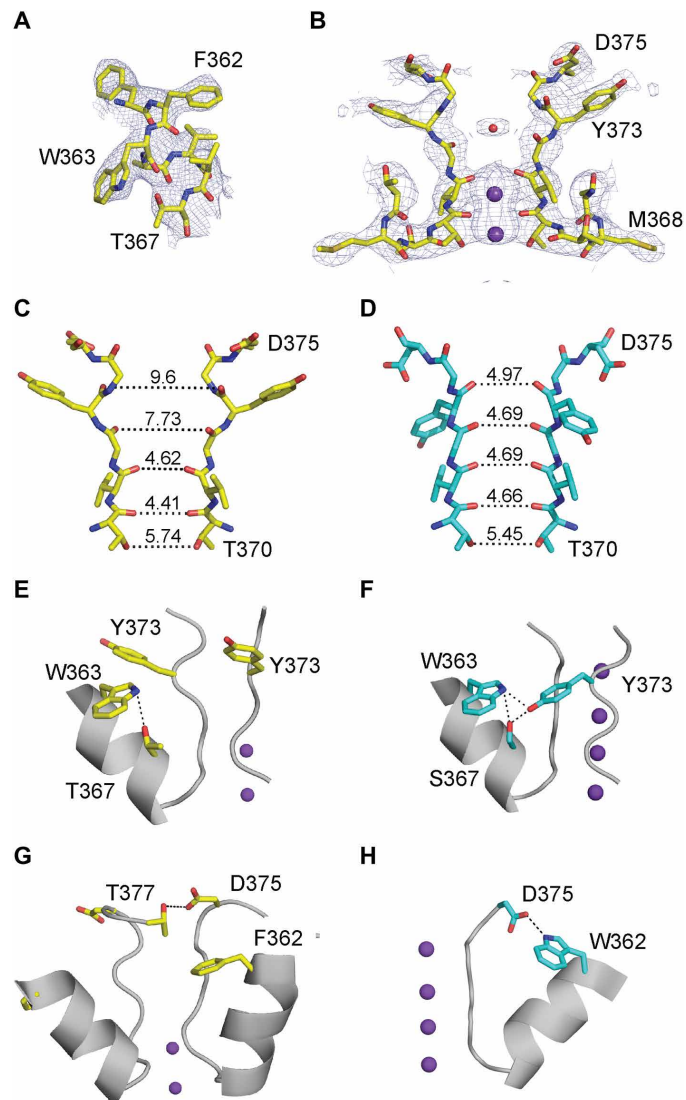 A
F362
W363
T367
B
D375
Y373
M368
C
D375
9.6
7.73
4.62
4.41
5.74
T370
D
D375
4.97
4.69
4.69
4.66
5.45
T370
E
Y373
W363
Y373
T367
F
W363
Y373
S367
G
T377
D375
F362
H
D375
W362